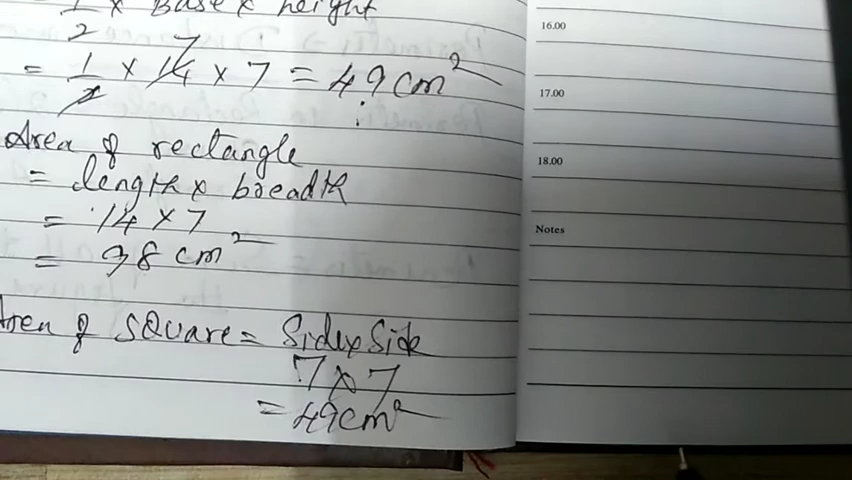 1/2 x Base x height
= 1/2 x 14 7 x 7 = 49 cm²
Area of rectangle
= length x breadth
= 14 x 7
= 98 cm²
Area of square = Side x Side
7 x 7
= 49 cm²
16.00
17.00
18.00
Notes